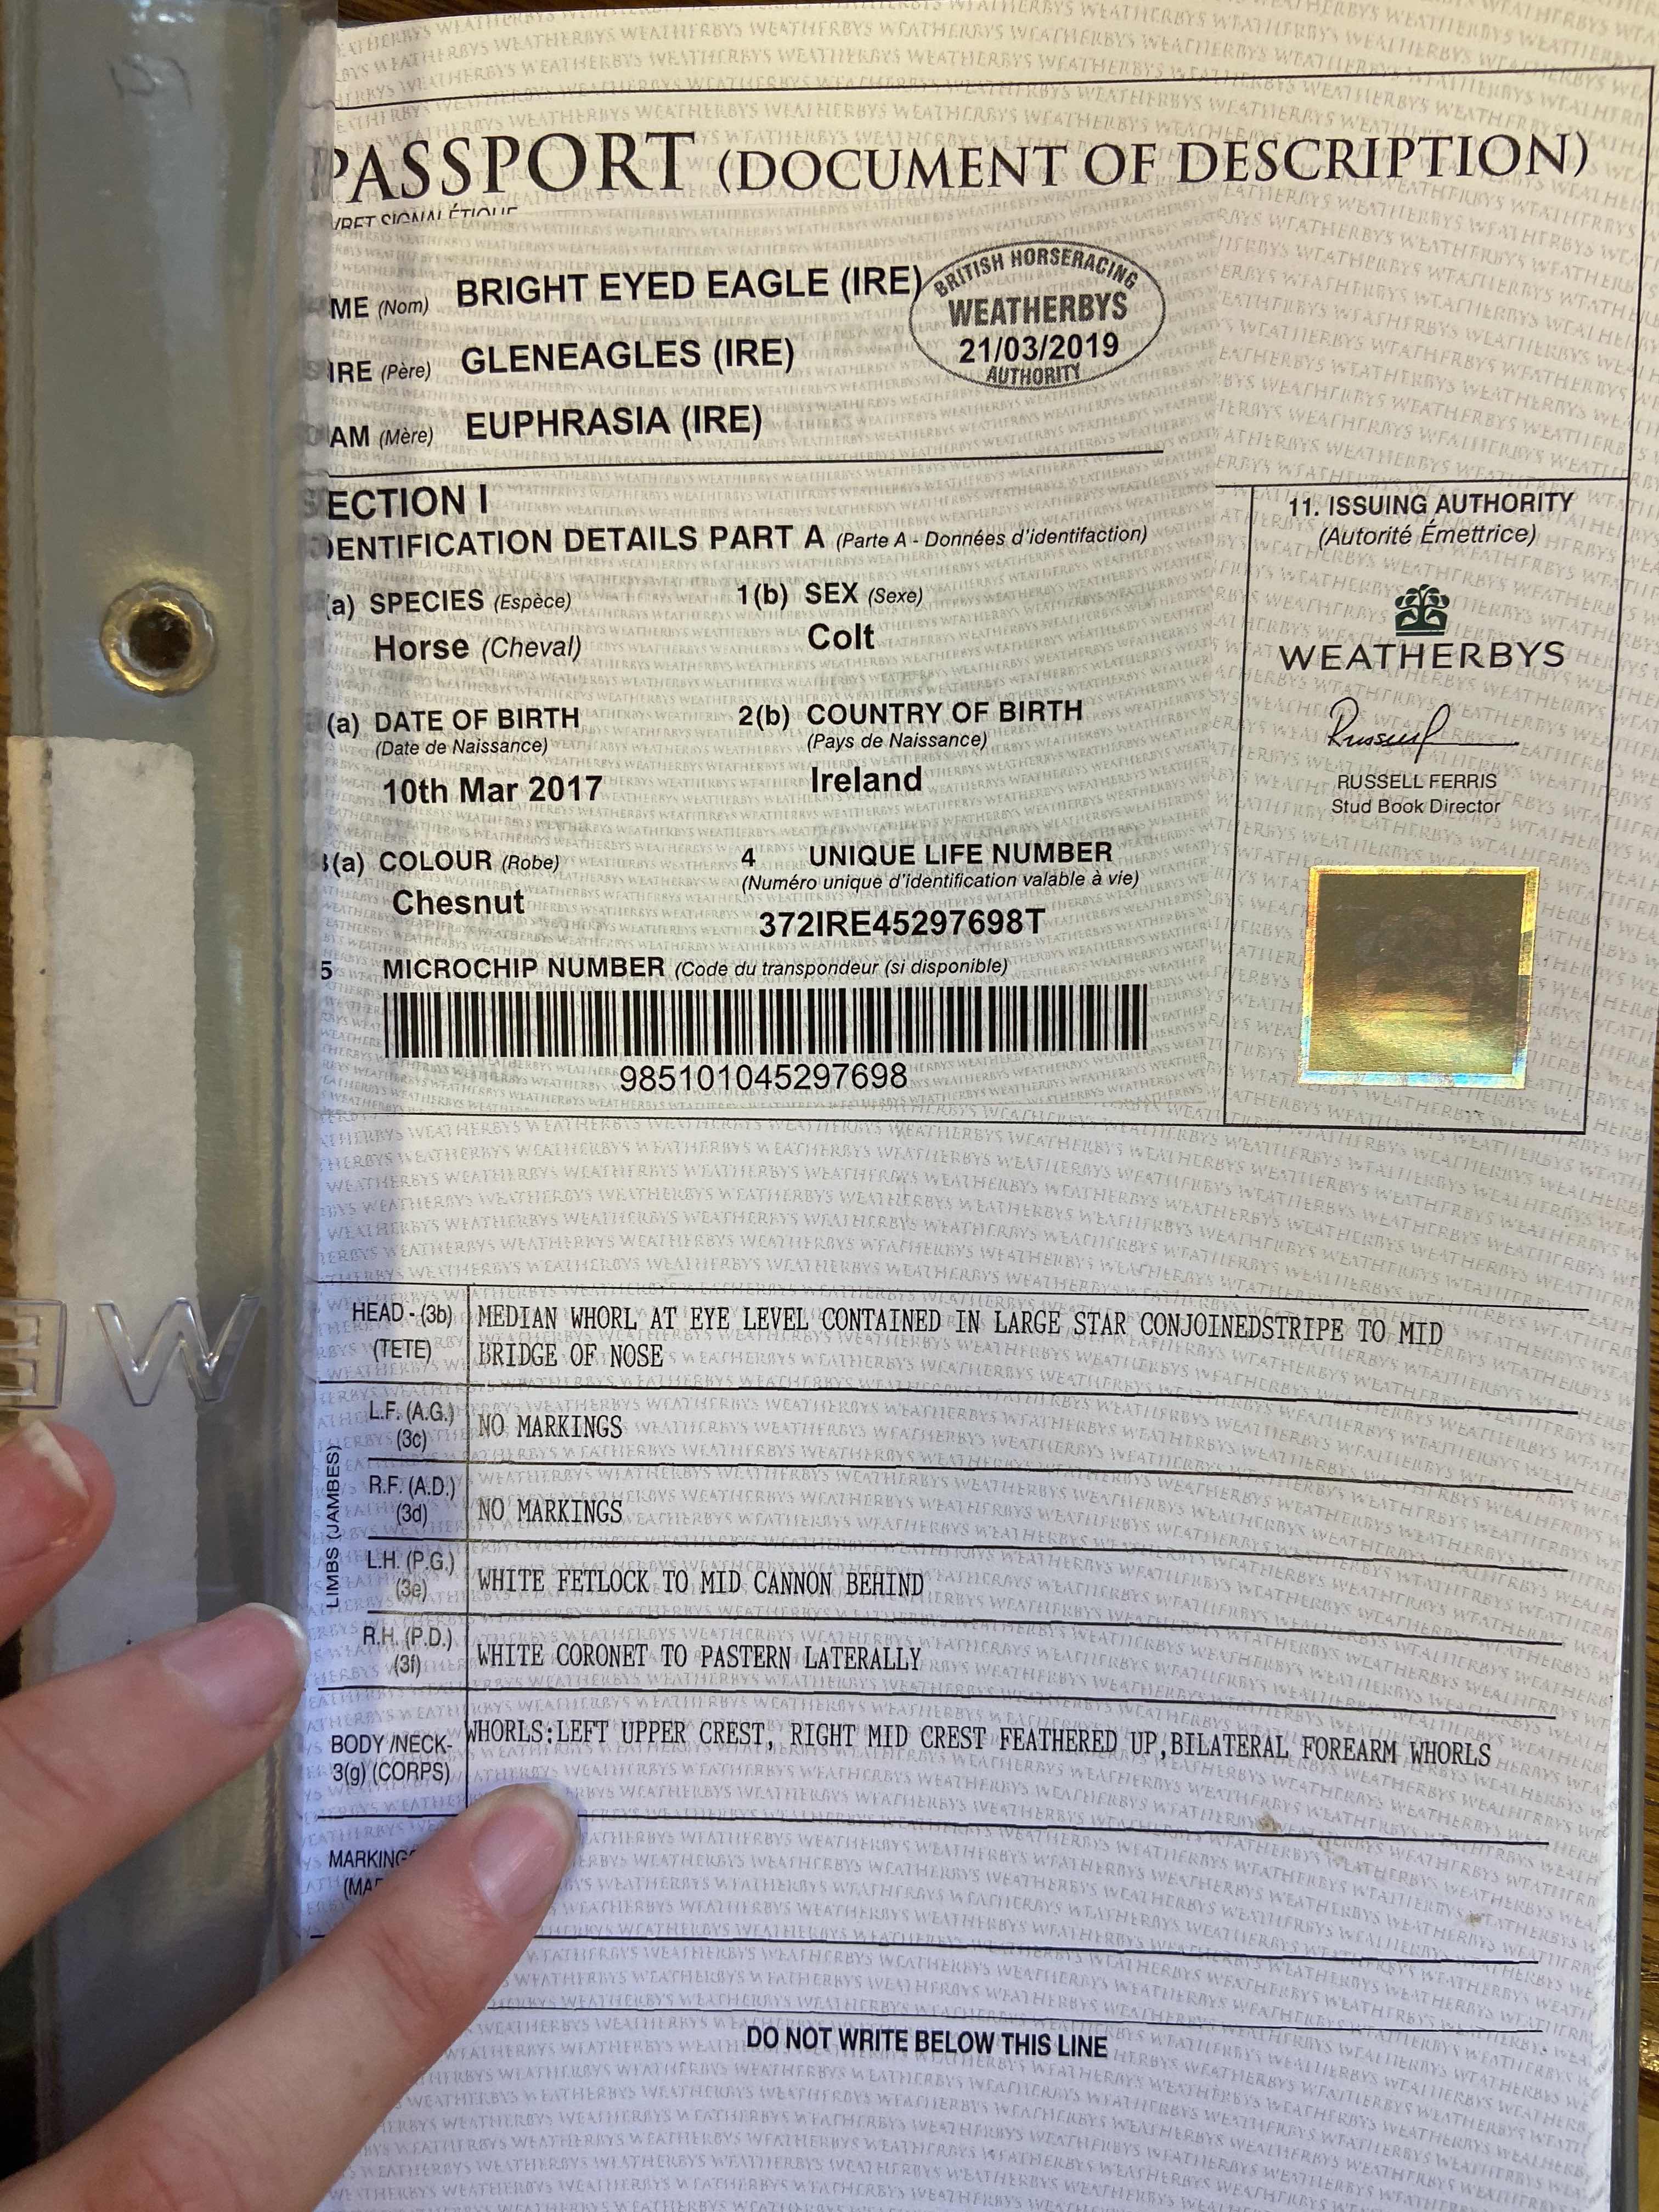 PASSPORT (DOCUMENT OF DESCRIPTION)
VRET SIGNALÉTIQUE
ME (Nom) BRIGHT EYED EAGLE (IRE)
SIRE (Père) GLENEAGLES (IRE)
DAM (Mère) EUPHRASIA (IRE)
BRITISH HORSERACING
WEATHERBYS
21/03/2019
AUTHORITY
SECTION I
DENTIFICATION DETAILS PART A (Parte A - Données d'identifaction)
(a) SPECIES (Espèce) 1(b) SEX (Sexe)
Horse (Cheval) Colt
(a) DATE OF BIRTH 2(b) COUNTRY OF BIRTH
(Date de Naissance) (Pays de Naissance)
10th Mar 2017 Ireland
3(a) COLOUR (Robe) 4 UNIQUE LIFE NUMBER
(Numéro unique d'identification valable à vie)
Chesnut 372IRE45297698T
5 MICROCHIP NUMBER (Code du transpondeur (si disponible)
985101045297698
11. ISSUING AUTHORITY
(Autorité Émettrice)
WEATHERBYS
RUSSELL FERRIS
Stud Book Director
HEAD - (3b) MEDIAN WHORL AT EYE LEVEL CONTAINED IN LARGE STAR CONJOINEDSTRIPE TO MID
(TETE) BRIDGE OF NOSE
LIMBS (JAMBES)
L.F. (A.G.)
(3c) NO MARKINGS
R.F. (A.D.)
(3d) NO MARKINGS
L.H. (P.G.)
(3e) WHITE FETLOCK TO MID CANNON BEHIND
R.H. (P.D.)
(3f) WHITE CORONET TO PASTERN LATERALLY
BODY /NECK- WHORLS:LEFT UPPER CREST, RIGHT MID CREST FEATHERED UP,BILATERAL FOREARM WHORLS
3(g) (CORPS)
MARKINGS
DO NOT WRITE BELOW THIS LINE
W E